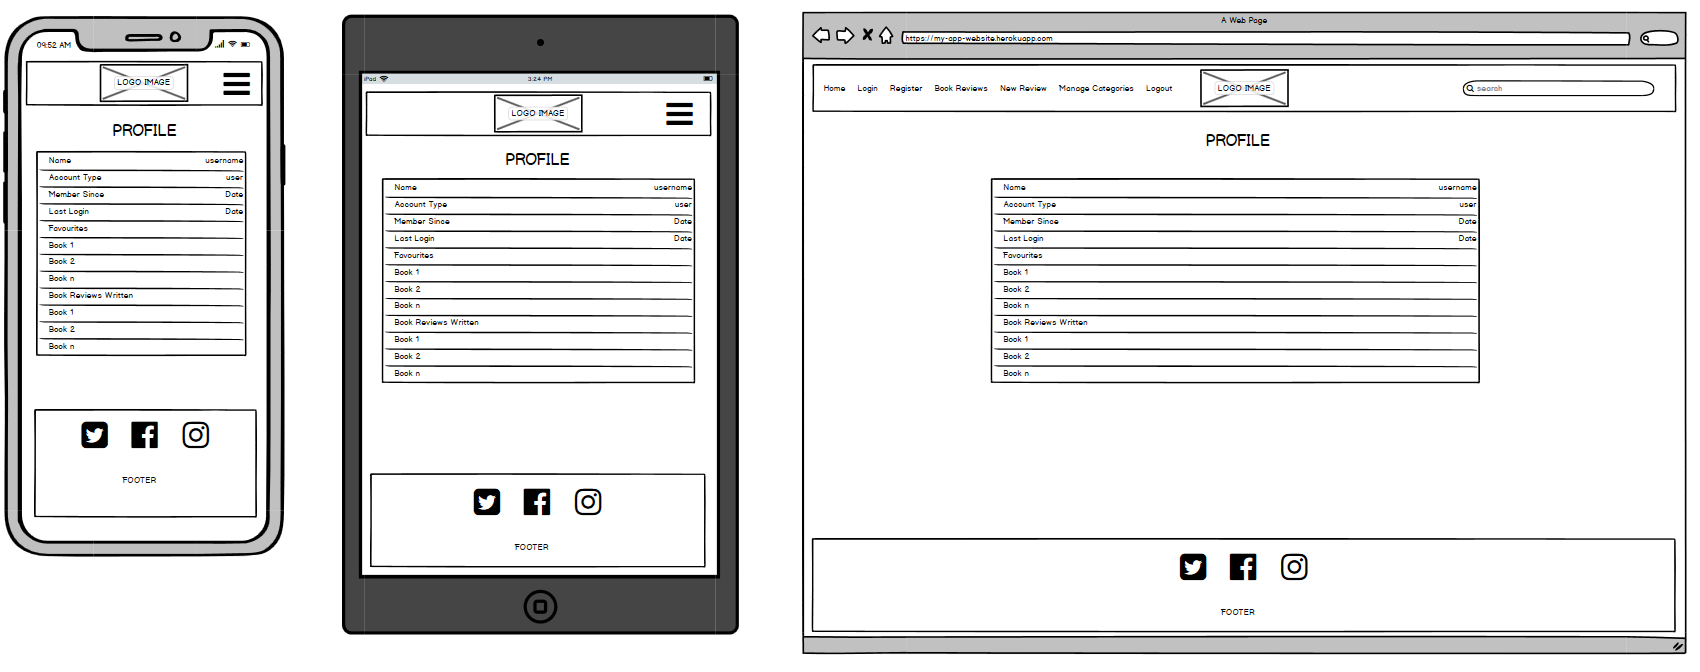 09:52 AM
LOGO IMAGE
PROFILE
Name username
Account Type user
Member Since Date
Last Login Date
Favourites
Book 1
Book 2
Book n
Book Reviews Written
Book 1
Book 2
Book n
FOOTER
iPad 3:24 PM
LOGO IMAGE
PROFILE
Name username
Account Type user
Member Since Date
Last Login Date
Favourites
Book 1
Book 2
Book n
Book Reviews Written
Book 1
Book 2
Book n
FOOTER
A Web Page
https://my-app-website.herokuapp.com
Home Login Register Book Reviews New Review Manage Categories Logout LOGO IMAGE search
PROFILE
Name username
Account Type user
Member Since Date
Last Login Date
Favourites
Book 1
Book 2
Book n
Book Reviews Written
Book 1
Book 2
Book n
FOOTER